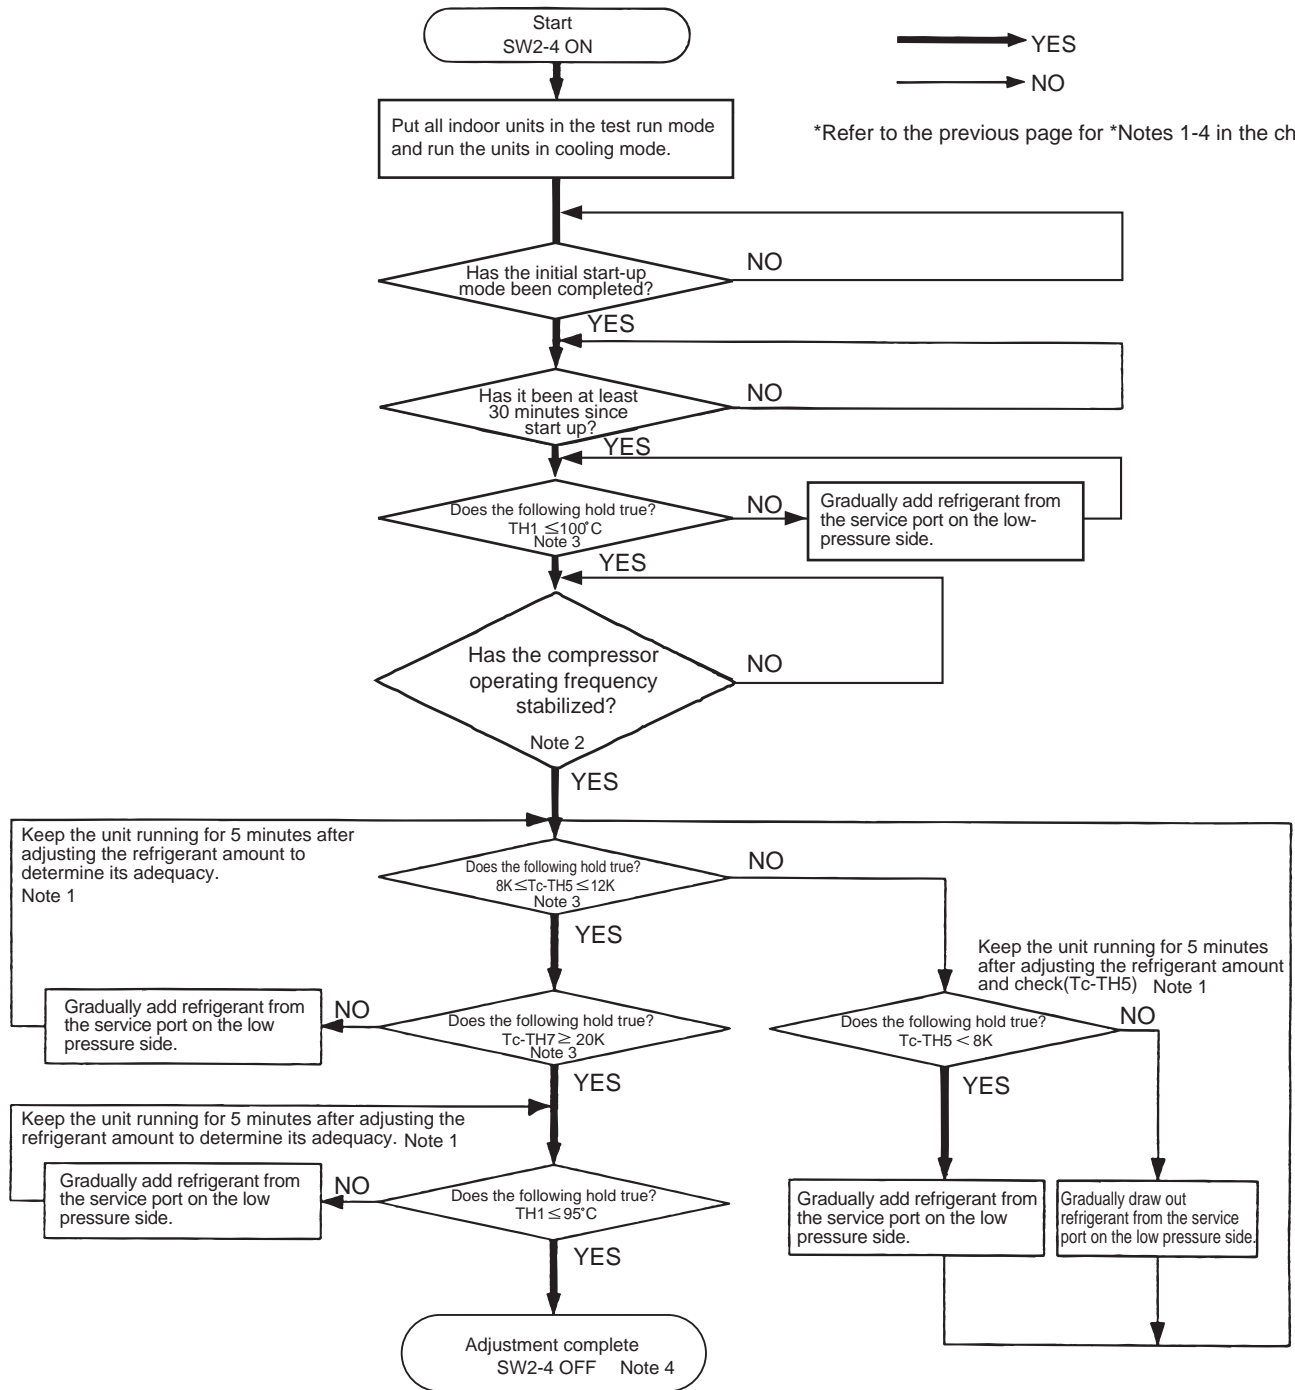 Start
SW2-4 ON
YES
NO
*Refer to the previous page for *Notes 1-4 in the ch
Put all indoor units in the test run mode
and run the units in cooling mode.
Has the initial start-up
mode been completed?
NO
YES
Has it been at least
30 minutes since
start up?
NO
YES
Does the following hold true?
TH1 ≤100°C
Note 3
NO
Gradually add refrigerant from
the service port on the low-
pressure side.
YES
Has the compressor
operating frequency
stabilized?
Note 2
NO
YES
Keep the unit running for 5 minutes after
adjusting the refrigerant amount to
determine its adequacy.
Note 1
Does the following hold true?
8K≤Tc-TH5≤12K
Note 3
NO
YES
Keep the unit running for 5 minutes
after adjusting the refrigerant amount
and check(Tc-TH5) Note 1
Gradually add refrigerant from
the service port on the low
pressure side.
NO
Does the following hold true?
Tc-TH7≥ 20K
Note 3
YES
Does the following hold true?
Tc-TH5 < 8K
NO
YES
Keep the unit running for 5 minutes after adjusting the
refrigerant amount to determine its adequacy. Note 1
Gradually add refrigerant from
the service port on the low
pressure side.
NO
Does the following hold true?
TH1≤95°C
YES
Gradually add refrigerant from
the service port on the low
pressure side.
Gradually draw out
refrigerant from the service
port on the low pressure side.
Adjustment complete
SW2-4 OFF Note 4